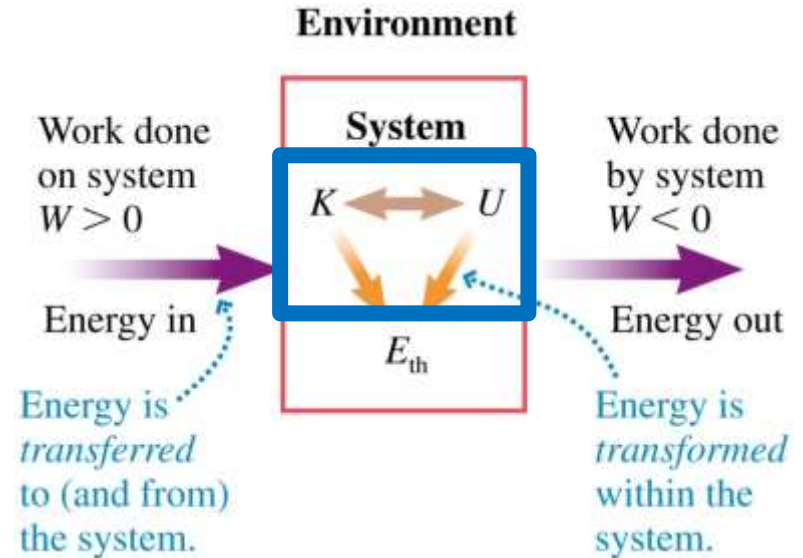 Environment
System
Work done
on system
W > 0
Energy in
K
U
E_th
Work done
by system
W < 0
Energy out
Energy is
transferred
to (and from)
the system.
Energy is
transformed
within the
system.